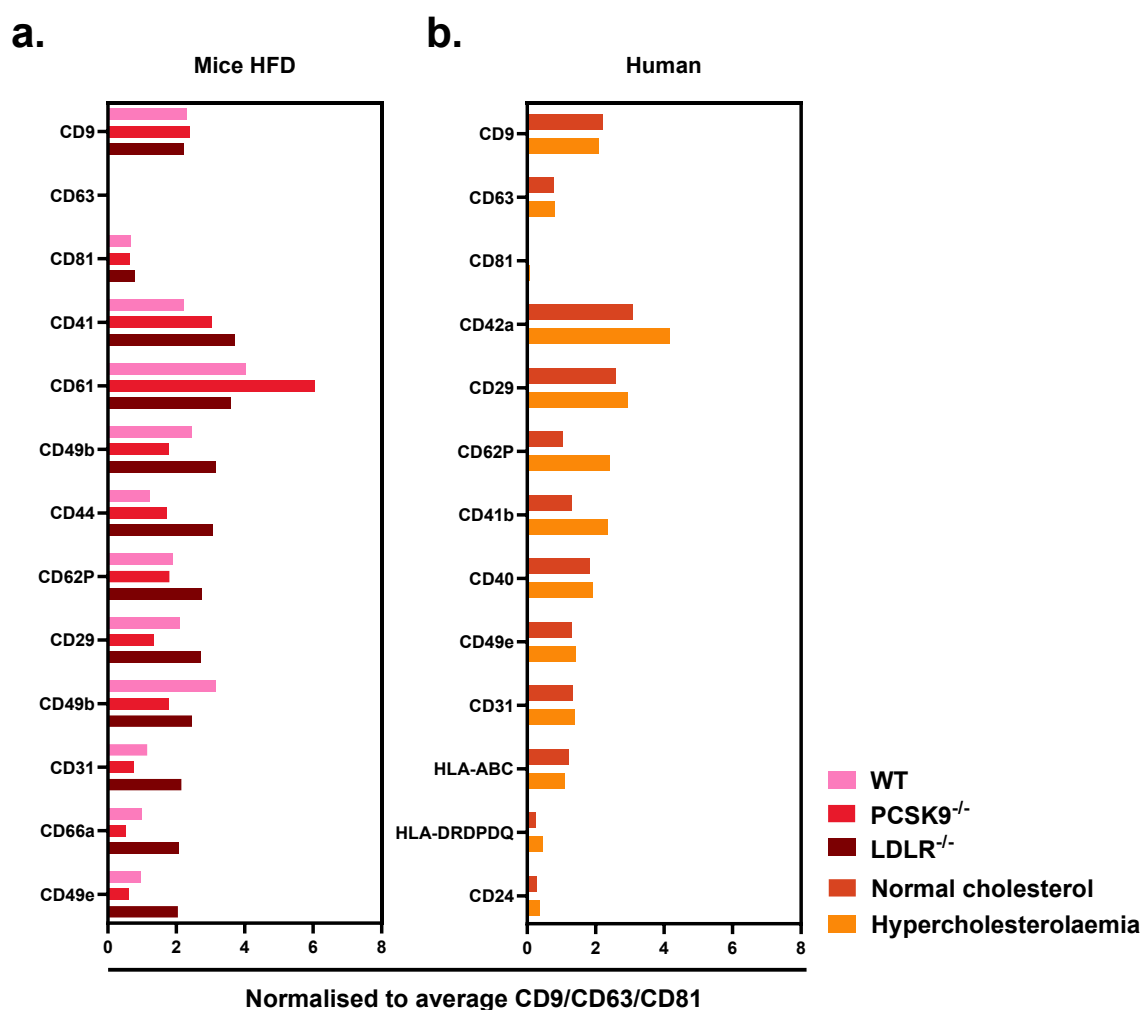 a.
Mice HFD
CD9
CD63
CD81
CD41
CD61
CD49b
CD44
CD62P
CD29
CD49b
CD31
CD66a
CD49e
0 2 4 6 8
b.
Human
CD9
CD63
CD81
CD42a
CD29
CD62P
CD41b
CD40
CD49e
CD31
HLA-ABC
HLA-DRDPDQ
CD24
0 2 4 6 8
Normalised to average CD9/CD63/CD81
WT
PCSK9-/-
LDLR-/-
Normal cholesterol
Hypercholesterolaemia